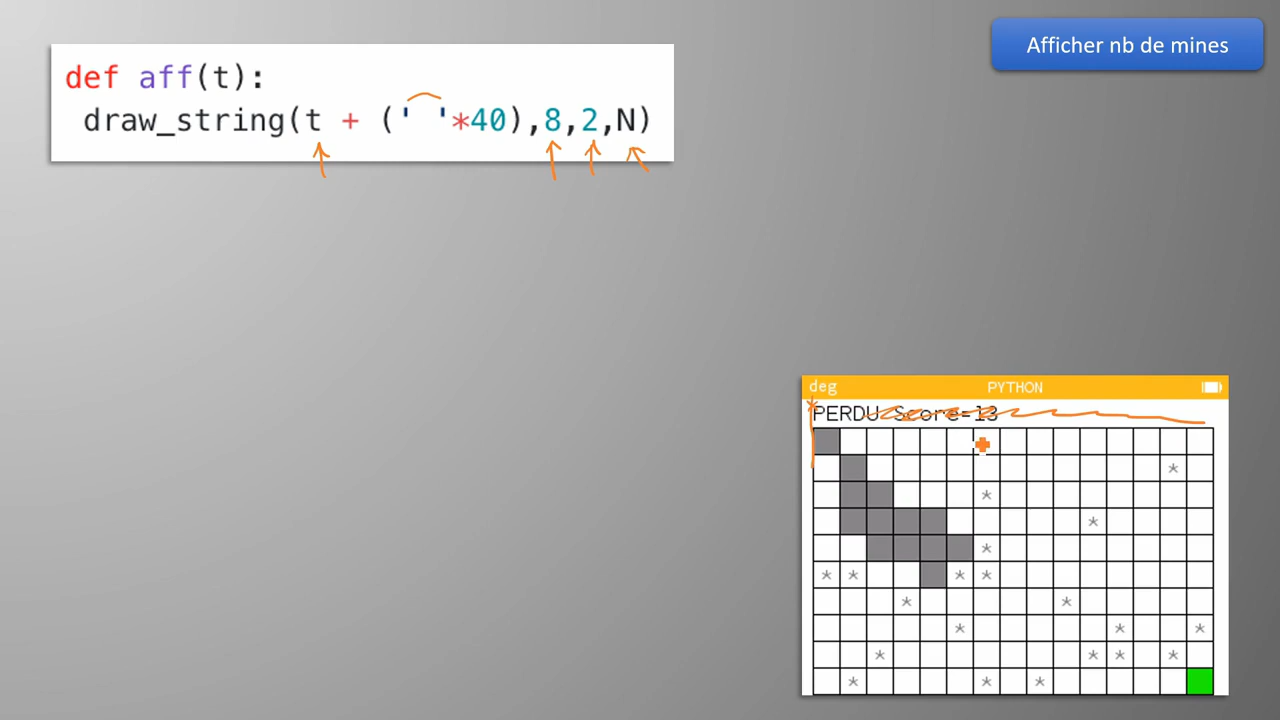 Afficher nb de mines
def aff(t):
draw_string(t + (' '*40),8,2,N)
deg PYTHON
PERDU Score=13
* 
*
*
*
* * * *
* *
* * *
* * * *
* * *